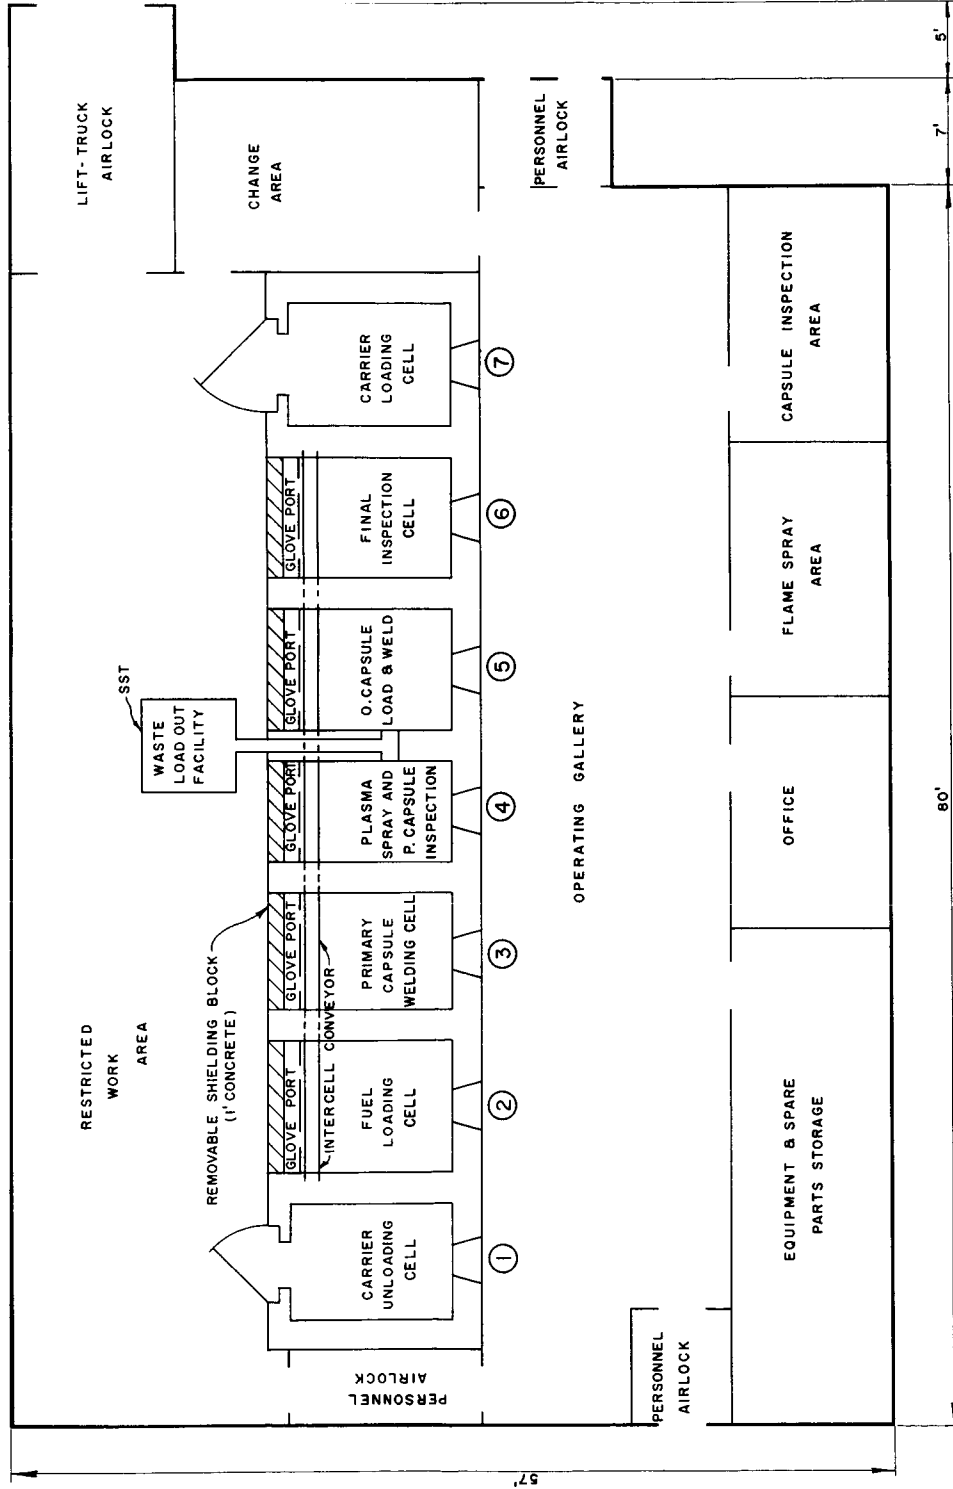 LIFT-TRUCK
AIRLOCK
CHANGE
AREA
PERSONNEL
AIRLOCK
5'
7'
RESTRICTED
WORK
AREA
REMOVABLE SHIELDING BLOCK
(1' CONCRETE)
SST
WASTE
LOAD OUT
FACILITY
GLOVE PORT
GLOVE PORT
GLOVE PORT
GLOVE PORT
GLOVE PORT
INTERCELL CONVEYOR
CARRIER
UNLOADING
CELL
1
FUEL
LOADING
CELL
2
PRIMARY
CAPSULE
WELDING CELL
3
PLASMA
SPRAY AND
P. CAPSULE
INSPECTION
4
O. CAPSULE
LOAD & WELD
5
FINAL
INSPECTION
CELL
6
CARRIER
LOADING
CELL
7
PERSONNEL
AIRLOCK
OPERATING GALLERY
PERSONNEL
AIRLOCK
EQUIPMENT & SPARE
PARTS STORAGE
OFFICE
FLAME SPRAY
AREA
CAPSULE INSPECTION
AREA
57'
80'